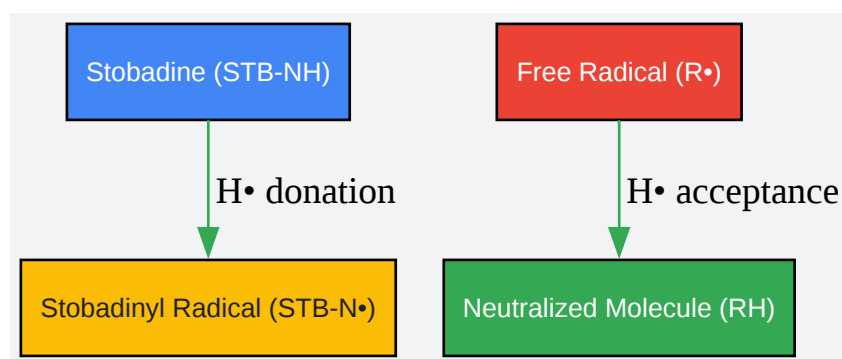 Stobadine (STB-NH)
Free Radical (R•)
H• donation
H• acceptance
Stobadinyl Radical (STB-N•)
Neutralized Molecule (RH)